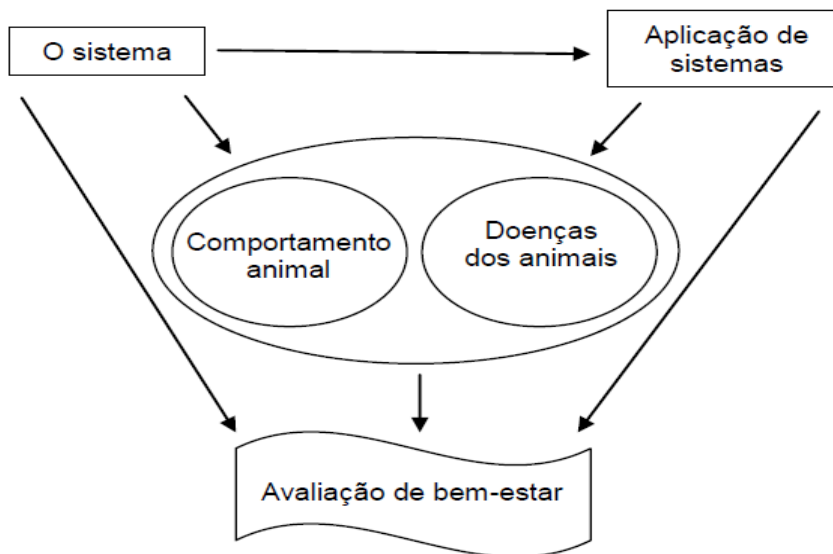 O sistema
Aplicação de
sistemas
Comportamento
animal
Doenças
dos animais
Avaliação de bem-estar